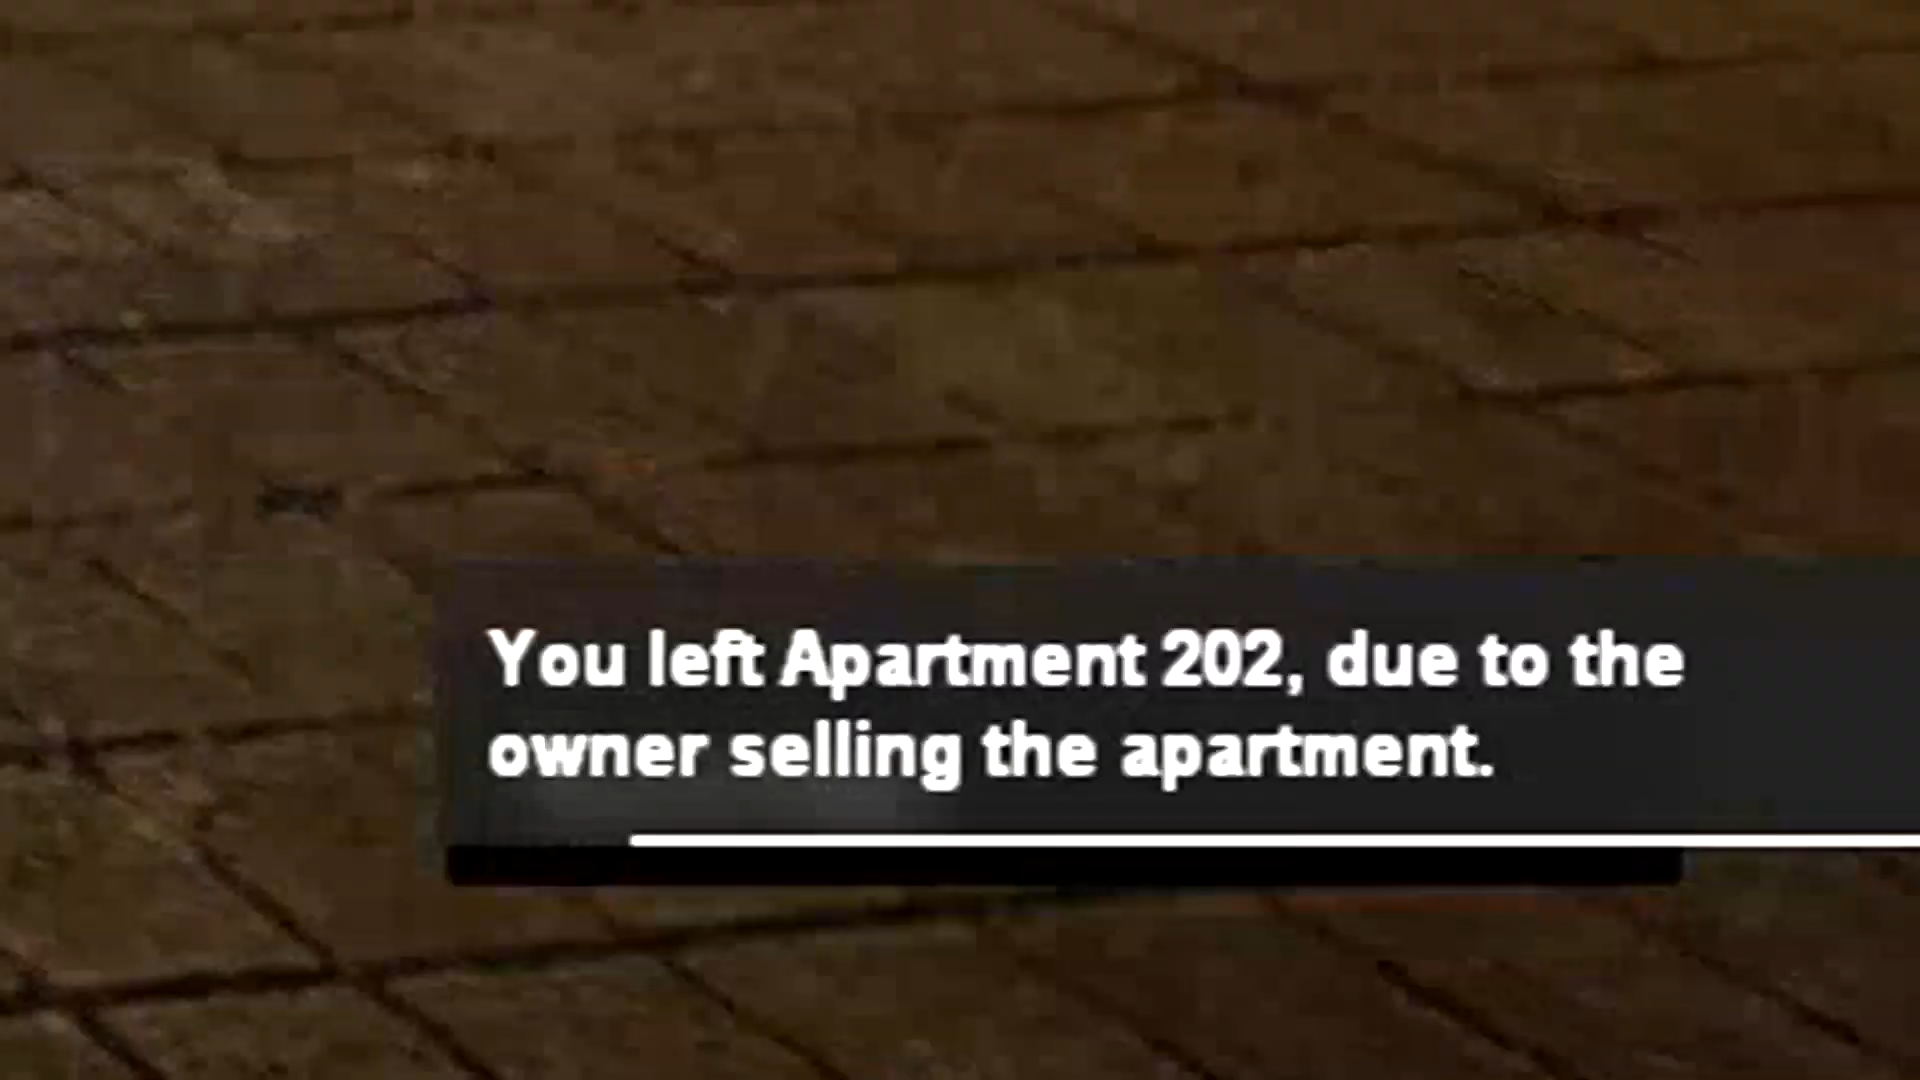 You left Apartment 202, due to the
owner selling the apartment.